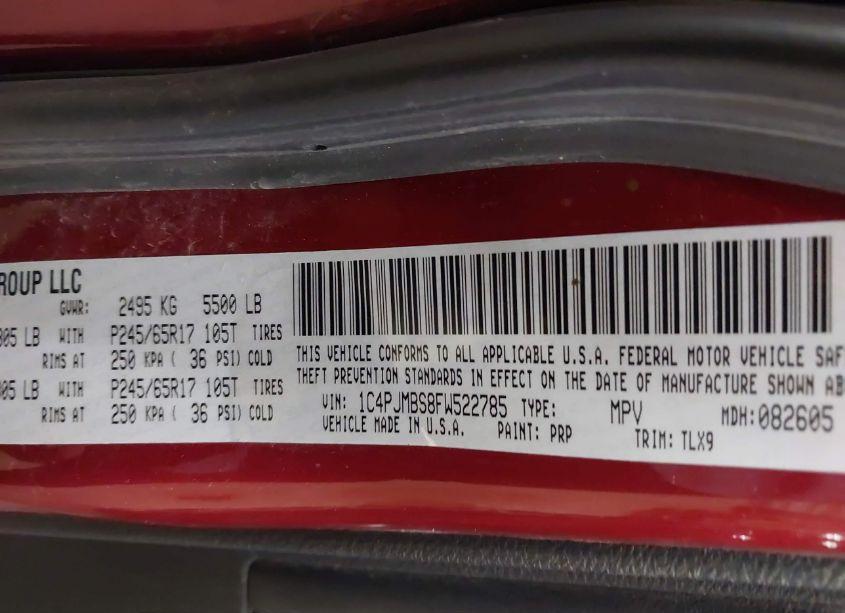 ROUP LLC
GVWR: 2495 KG 5500 LB
305 LB WITH P245/65R17 105T TIRES
RIMS AT 250 KPA ( 36 PSI) COLD
05 LB WITH P245/65R17 105T TIRES
RIMS AT 250 KPA ( 36 PSI) COLD
THIS VEHICLE CONFORMS TO ALL APPLICABLE U.S.A. FEDERAL MOTOR VEHICLE SAF
THEFT PREVENTION STANDARDS IN EFFECT ON THE DATE OF MANUFACTURE SHOWN AB
VIN: 1C4PJMBS8FW522785 TYPE: MPV MDH:082605
VEHICLE MADE IN U.S.A. PAINT: PRP TRIM: TLX9